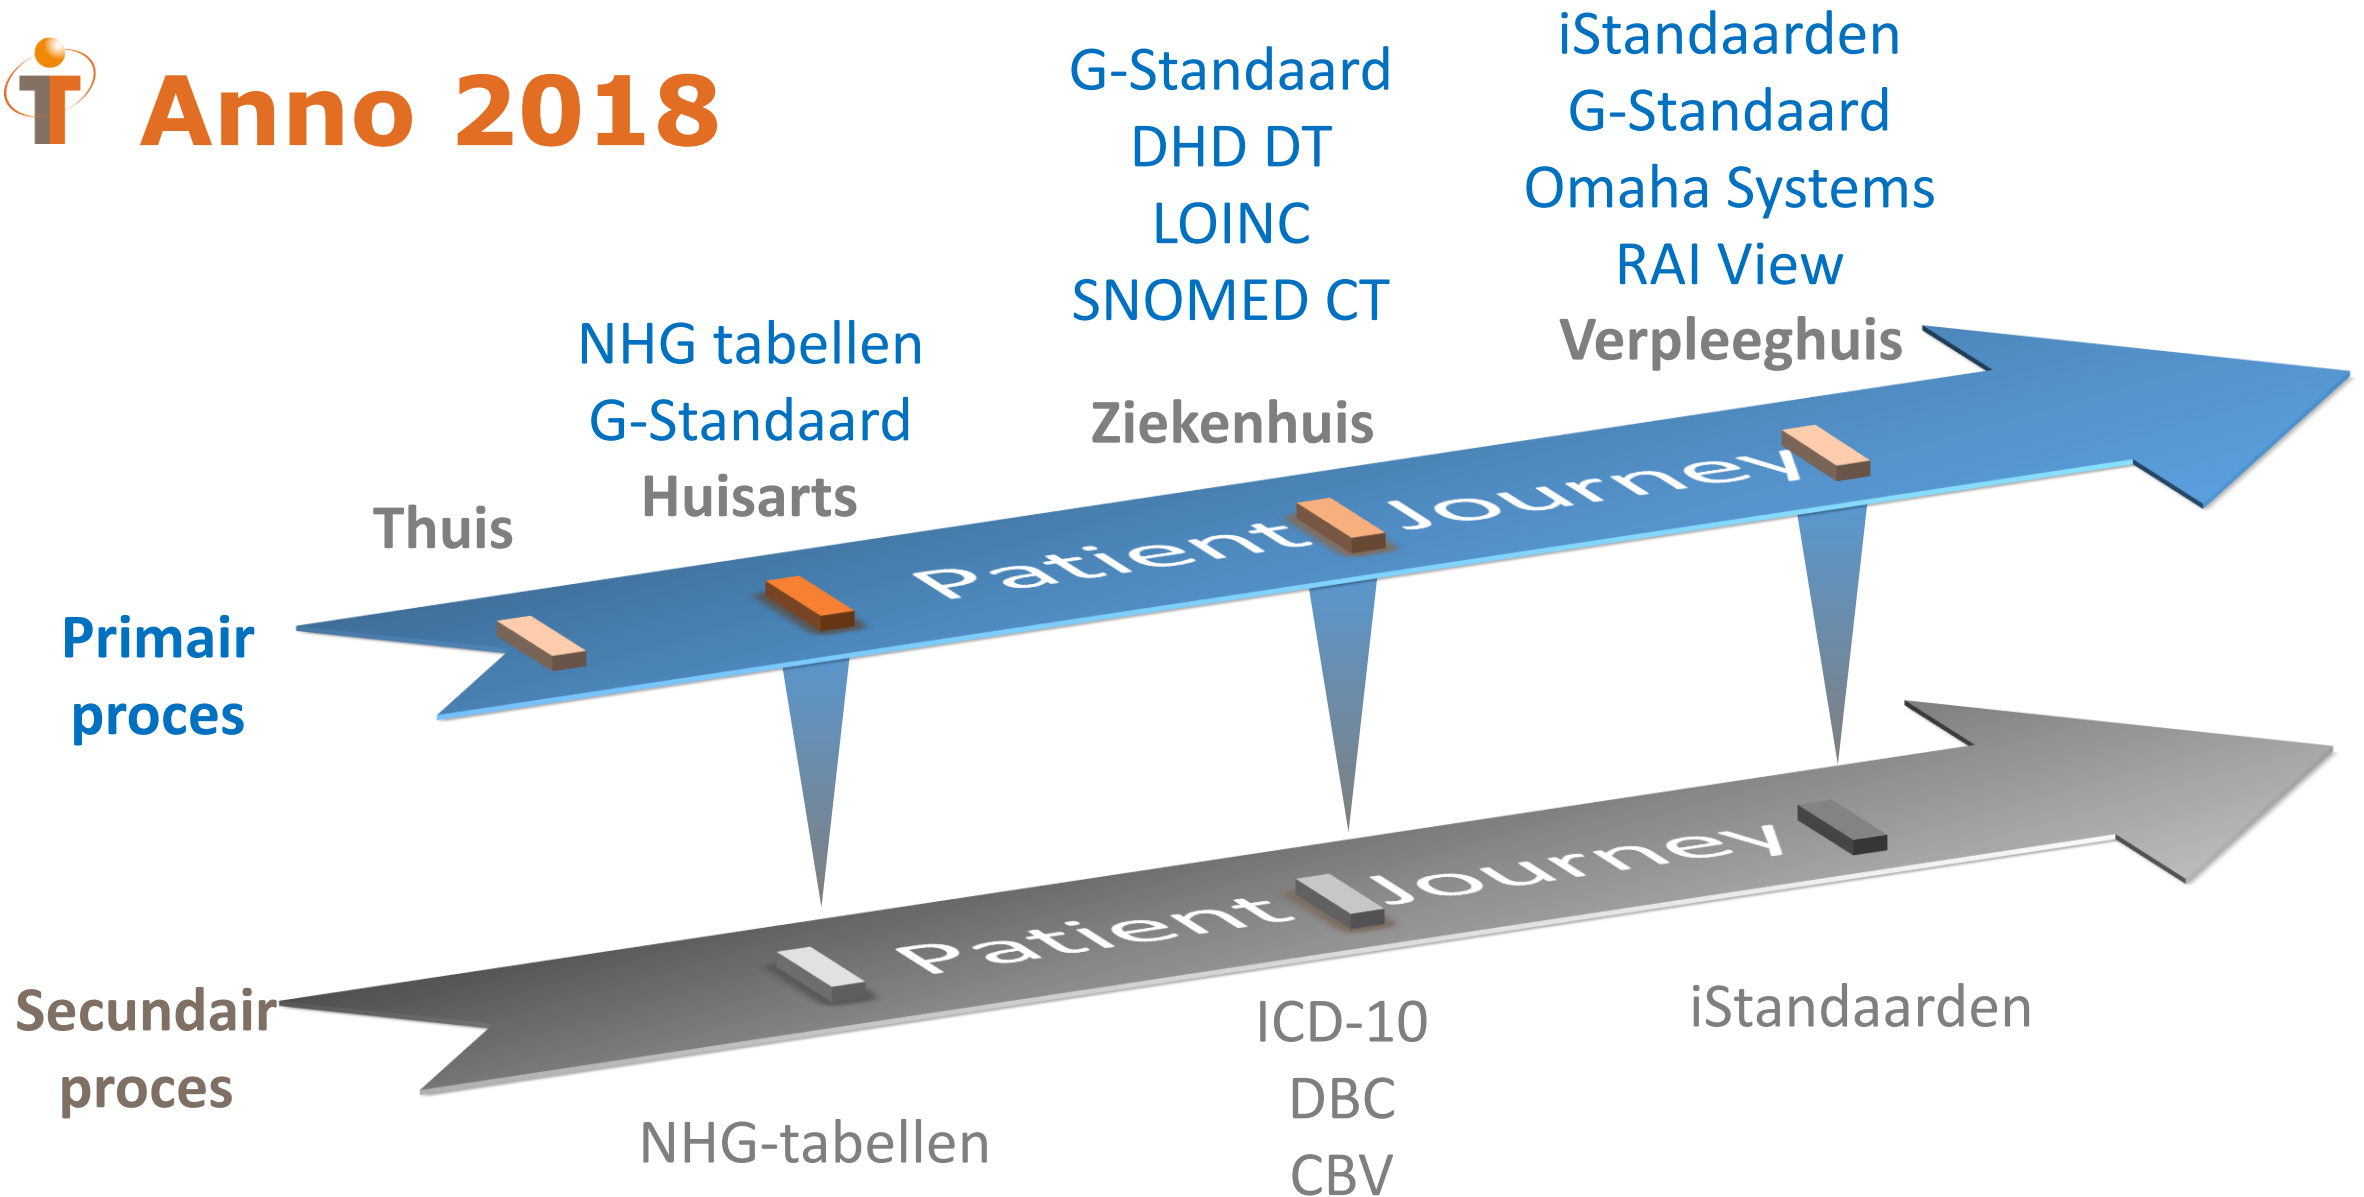 iT Anno 2018
G-Standaard
DHD DT
LOINC
SNOMED CT
iStandaarden
G-Standaard
Omaha Systems
RAI View
NHG tabellen
G-Standaard
Thuis
Huisarts
Ziekenhuis
Verpleeghuis
Primair
proces
Patient Journey
Secundair
proces
Patient Journey
NHG-tabellen
ICD-10
DBC
CBV
iStandaarden